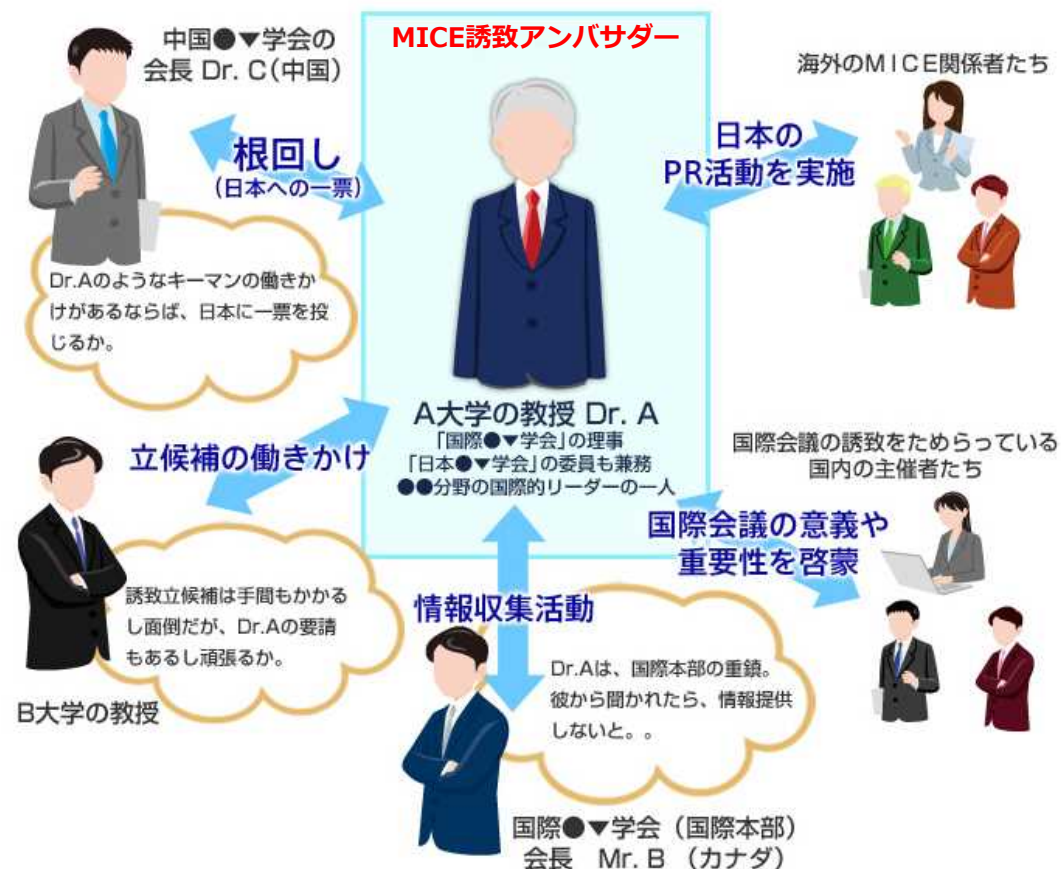 MICE誘致アンバサダー
中国●▼学会の
会長 Dr. C(中国)
根回し
(日本への一票)
Dr.Aのようなキーマンの働きか
けがあるならば、日本に一票を投
じるか。
海外のMICE関係者たち
日本の
PR活動を実施
A大学の教授 Dr. A
「国際●▼学会」の理事
「日本●▼学会」の委員も兼務
●●分野の国際的リーダーの一人
立候補の働きかけ
誘致立候補は手間もかかる
し面倒だが、Dr.Aの要請
もあるし頑張るか。
B大学の教授
国際会議の誘致をためらっている
国内の主催者たち
国際会議の意義や
重要性を啓蒙
情報収集活動
Dr.Aは、国際本部の重鎮。
彼から聞かれたら、情報提供
しないと。。
国際●▼学会（国際本部）
会長　Mr. B （カナダ）